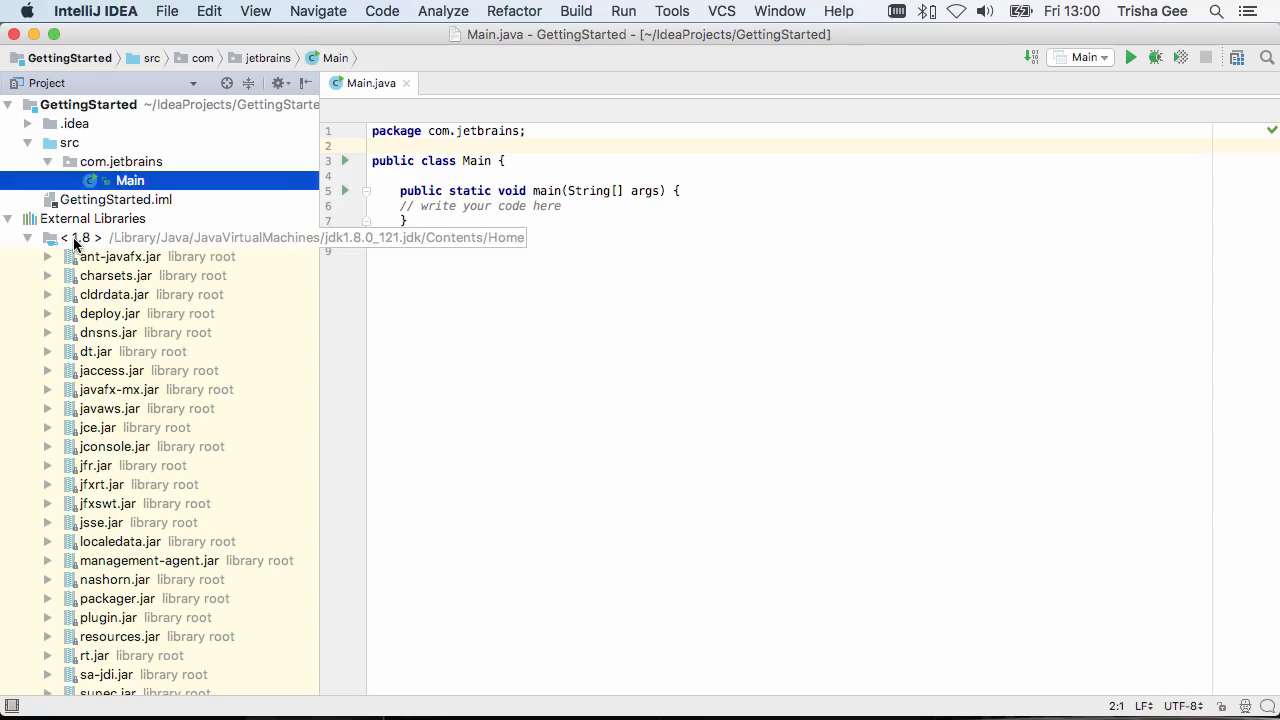 IntelliJ IDEA File Edit View Navigate Code Analyze Refactor Build Run Tools VCS Window Help Fri 13:00 Trisha Gee
Main.java - GettingStarted - [~/IdeaProjects/GettingStarted]
GettingStarted src com jetbrains Main Main
Project Main.java
GettingStarted ~/IdeaProjects/GettingStarte
.idea
src
com.jetbrains
Main
GettingStarted.iml
External Libraries
< 1.8 > /Library/Java/JavaVirtualMachines/jdk1.8.0_121.jdk/Contents/Home
ant-javafx.jar library root
charsets.jar library root
cldrdata.jar library root
deploy.jar library root
dnsns.jar library root
dt.jar library root
jaccess.jar library root
javafx-mx.jar library root
javaws.jar library root
jce.jar library root
jconsole.jar library root
jfr.jar library root
jfxrt.jar library root
jfxswt.jar library root
jsse.jar library root
localedata.jar library root
management-agent.jar library root
nashorn.jar library root
packager.jar library root
plugin.jar library root
resources.jar library root
rt.jar library root
sa-jdi.jar library root
sunec.jar library root
1 package com.jetbrains;
2
3 public class Main {
4
5 public static void main(String[] args) {
6 // write your code here
7 }
9
2:1 LF UTF-8